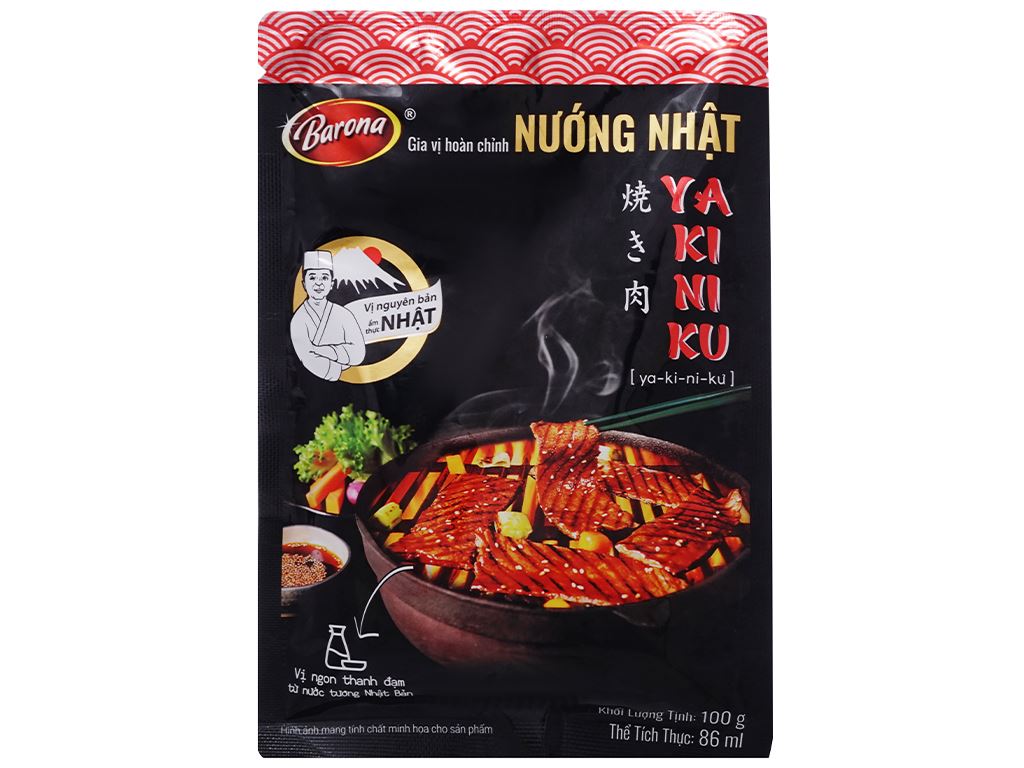 Barona ®
Gia vị hoàn chỉnh NƯỚNG NHẬT
焼き肉
YA
KI
NI
KU
[ ya-ki-ni-kư ]
Vị nguyên bản
ẩm thực NHẬT
Vị ngon thanh đạm
từ nước tương Nhật Bản
Hình ảnh mang tính chất minh họa cho sản phẩm
Khối Lượng Tịnh: 100 g
Thể Tích Thực: 86 ml